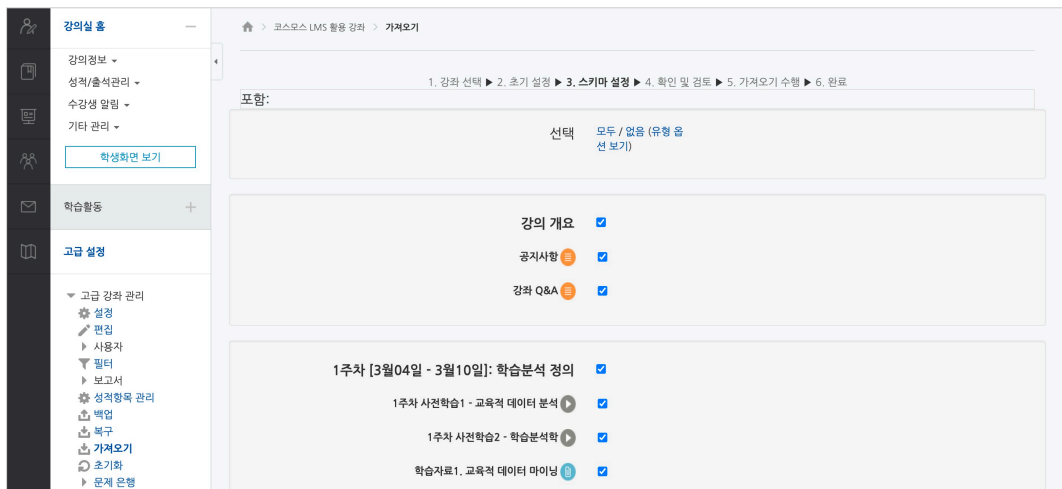 강의실 홈
강의정보
성적/출석관리
수강생 알림
기타 관리
학생화면 보기
학습활동
고급 설정
고급 강좌 관리
설정
편집
사용자
필터
보고서
성적항목 관리
백업
복구
가져오기
초기화
문제 은행
코스모스 LMS 활용 강좌 > 가져오기
1. 강좌 선택 ▶ 2. 초기 설정 ▶ 3. 스키마 설정 ▶ 4. 확인 및 검토 ▶ 5. 가져오기 수행 ▶ 6. 완료
포함:
선택 모두 / 없음 (유형 옵
션 보기)
강의 개요
공지사항
강좌 Q&A
1주차 [3월04일 - 3월10일]: 학습분석 정의
1주차 사전학습1 - 교육적 데이터 분석
1주차 사전학습2 - 학습분석학
학습자료1. 교육적 데이터 마이닝